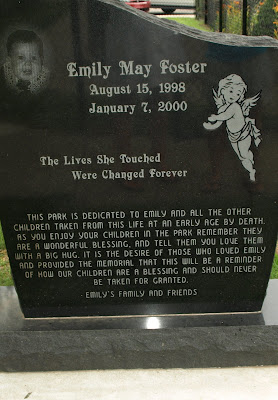 Emily May Foster
August 15, 1998
January 7, 2000
The Lives She Touched
Were Changed Forever
THIS PARK IS DEDICATED TO EMILY AND ALL THE OTHER
CHILDREN TAKEN FROM THIS LIFE AT AN EARLY AGE BY DEATH.
AS YOU ENJOY YOUR CHILDREN IN THE PARK REMEMBER THEY
ARE A WONDERFUL BLESSING, AND TELL THEM YOU LOVE THEM
WITH A BIG HUG. IT IS THE DESIRE OF THOSE WHO LOVED EMILY
AND PROVIDED THE MEMORIAL THAT THIS WILL BE A REMINDER
OF HOW OUR CHILDREN ARE A BLESSING AND SHOULD NEVER
BE TAKEN FOR GRANTED.
EMILY'S FAMILY AND FRIENDS